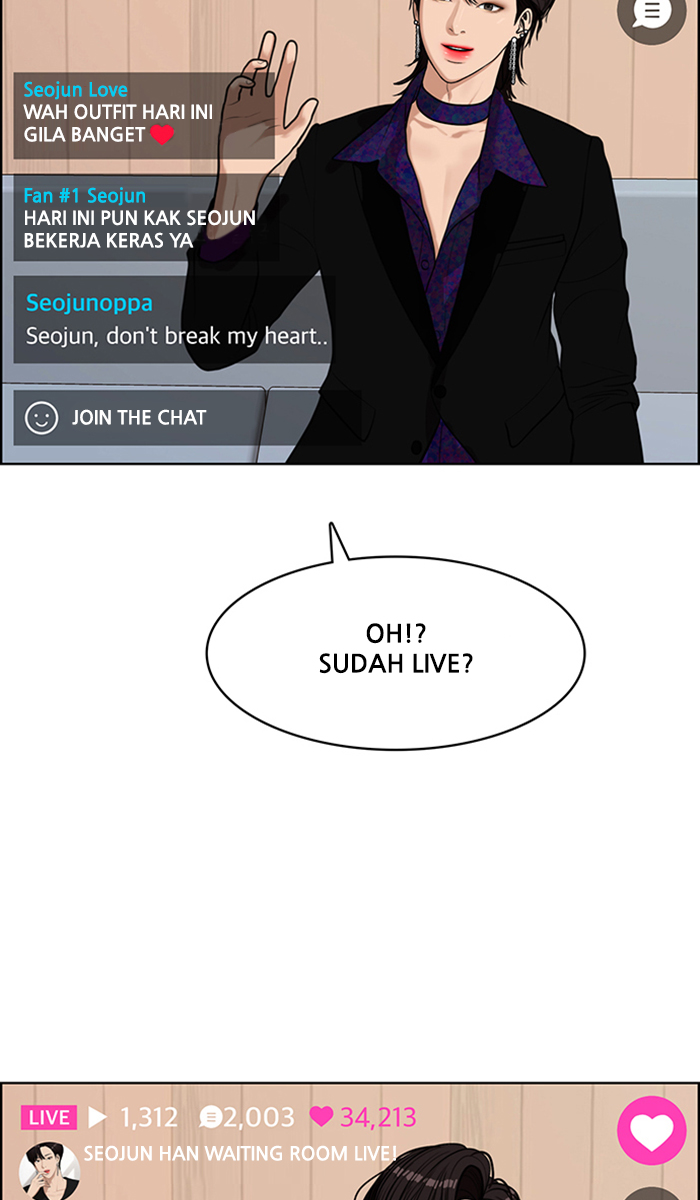 Seojun Love
WAH OUTFIT HARI INI
GILA BANGET
Fan #1 Seojun
HARI INI PUN KAK SEOJUN
BEKERJA KERAS YA
Seojunoppa
Seojun, don't break my heart..
JOIN THE CHAT
OH!?
SUDAH LIVE?
LIVE 1,312 2,003 34,213
SEOJUN HAN WAITING ROOM LIVE!